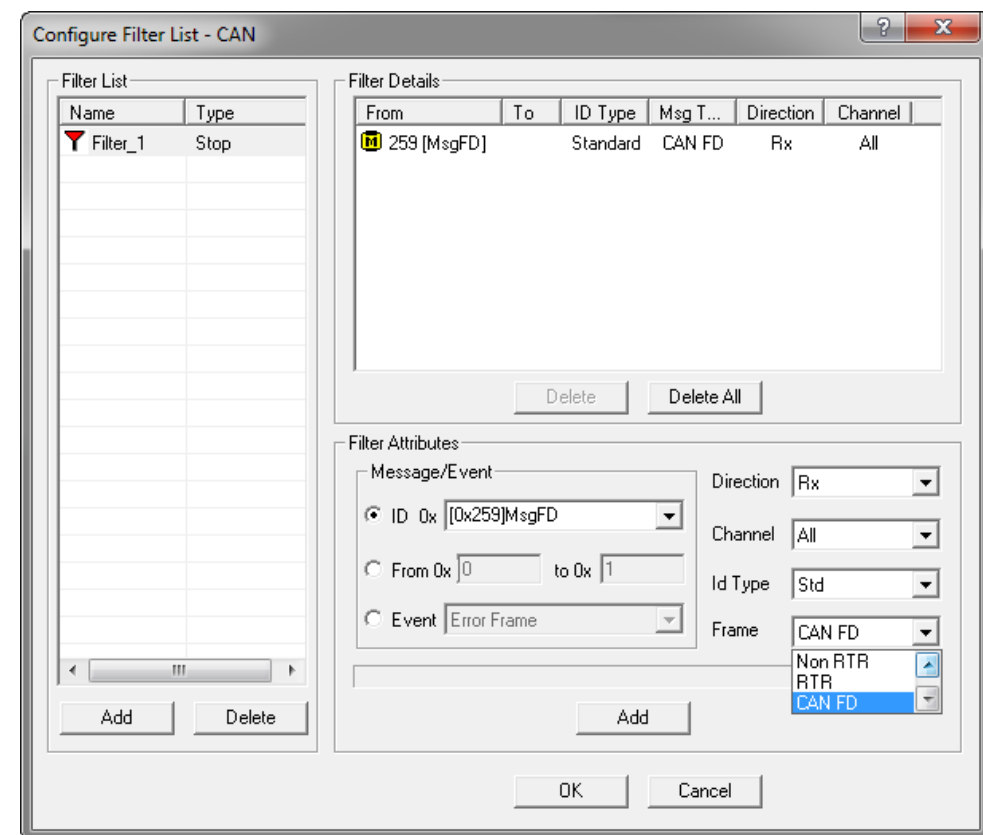 Configure Filter List - CAN
? X
Filter List
Name Type
Filter_1 Stop
Add Delete
Filter Details
From To ID Type Msg T... Direction Channel
M 259 [MsgFD] Standard CAN FD Rx All
Delete Delete All
Filter Attributes
Message/Event
ID 0x [0x259]MsgFD
From 0x 0 to 0x 1
Event Error Frame
Direction Rx
Channel All
Id Type Std
Frame CAN FD
Non RTR
RTR
CAN FD
Add
OK Cancel